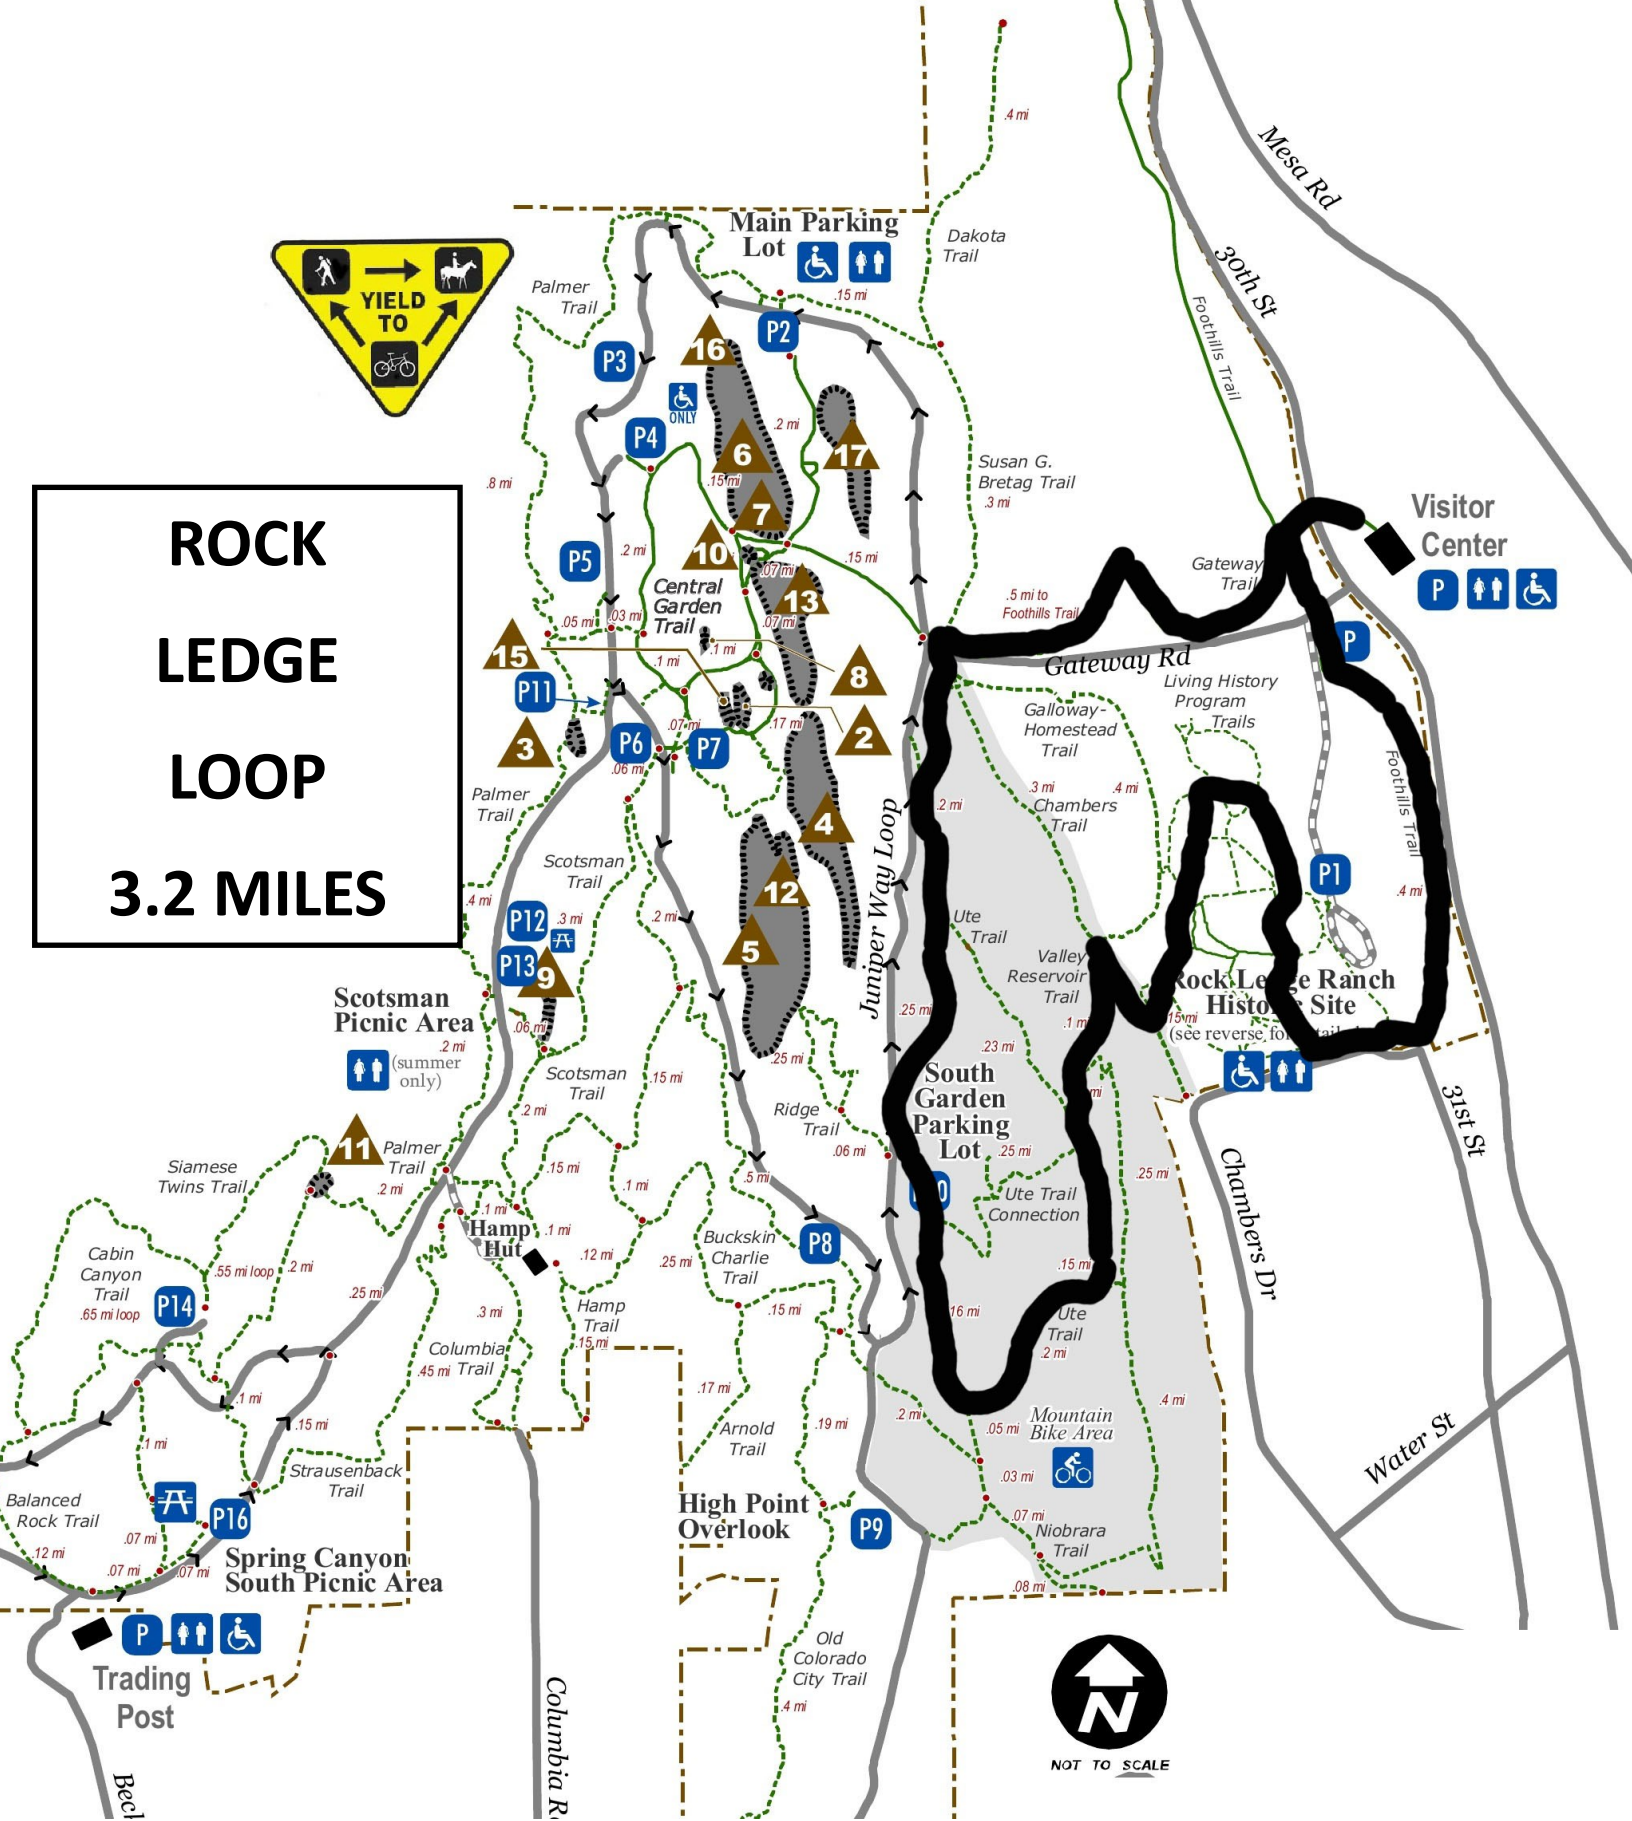 Mesa Rd
.4 mi
Main Parking
Lot
Dakota
Trail
30th St
YIELD
TO
Palmer
Trail
.15 mi
P2
16
P3
ONLY
Foothills Trail
P4
.2 mi
6
17
.8 mi
.15 mi
Susan G.
Bretag Trail
.3 mi
ROCK
LEDGE
LOOP
3.2 MILES
7
Visitor
Center
P
10
.2 mi
P5
.15 mi
.07 mi
Gateway
Trail
Central
Garden
Trail
13
.5 mi to
Foothills Trail
.05 mi
.03 mi
.07 mi
15
.1 mi
.1 mi
P
Gateway Rd
8
P11
Living History
Program
Trails
Galloway-
Homestead
Trail
.07 mi
.17 mi
3
P6
P7
2
.06 mi
Foothills Trail
Palmer
Trail
.2 mi
.3 mi
.4 mi
Chambers
Trail
4
Juniper Way Loop
Scotsman
Trail
12
P1
.4 mi
.4 mi
P12
.3 mi
.2 mi
Ute
Trail
5
P13
9
Valley
Reservoir
Trail
Scotsman
Picnic Area
Rock Ledge Ranch
Historic Site
(see reverse for
.06 mi
.25 mi
.1 mi
15 mi
.2 mi
(summer
only)
.23 mi
.25 mi
Scotsman
Trail
.15 mi
South
Garden
Parking
Lot
mi
.2 mi
Ridge
Trail
31st St
11
Palmer
Trail
.06 mi
.25 mi
Siamese
Twins Trail
.15 mi
.5 mi
.25 mi
.2 mi
.1 mi
0
Ute Trail
Connection
Chambers Dr
.1 mi
Hamp
Hut
.1 mi
Buckskin
Charlie
Trail
P8
Cabin
Canyon
Trail
.65 mi loop
.55 mi loop
.2 mi
.12 mi
.25 mi
.15 mi
P14
.25 mi
.3 mi
Hamp
Trail
.15 mi
.15 mi
16 mi
Ute
Trail
.2 mi
Columbia
Trail
.45 mi
.1 mi
.17 mi
.2 mi
.4 mi
.15 mi
.19 mi
.05 mi
Mountain
Bike Area
.1 mi
Arnold
Trail
Water St
Strausenback
Trail
.03 mi
Balanced
Rock Trail
P16
High Point
Overlook
P9
.07 mi
.07 mi
Niobrara
Trail
.12 mi
.07 mi
.07 mi
Spring Canyon
South Picnic Area
.08 mi
P
Old
Colorado
City Trail
Trading
Post
.4 mi
N
Columbia R
Bec
NOT TO SCALE